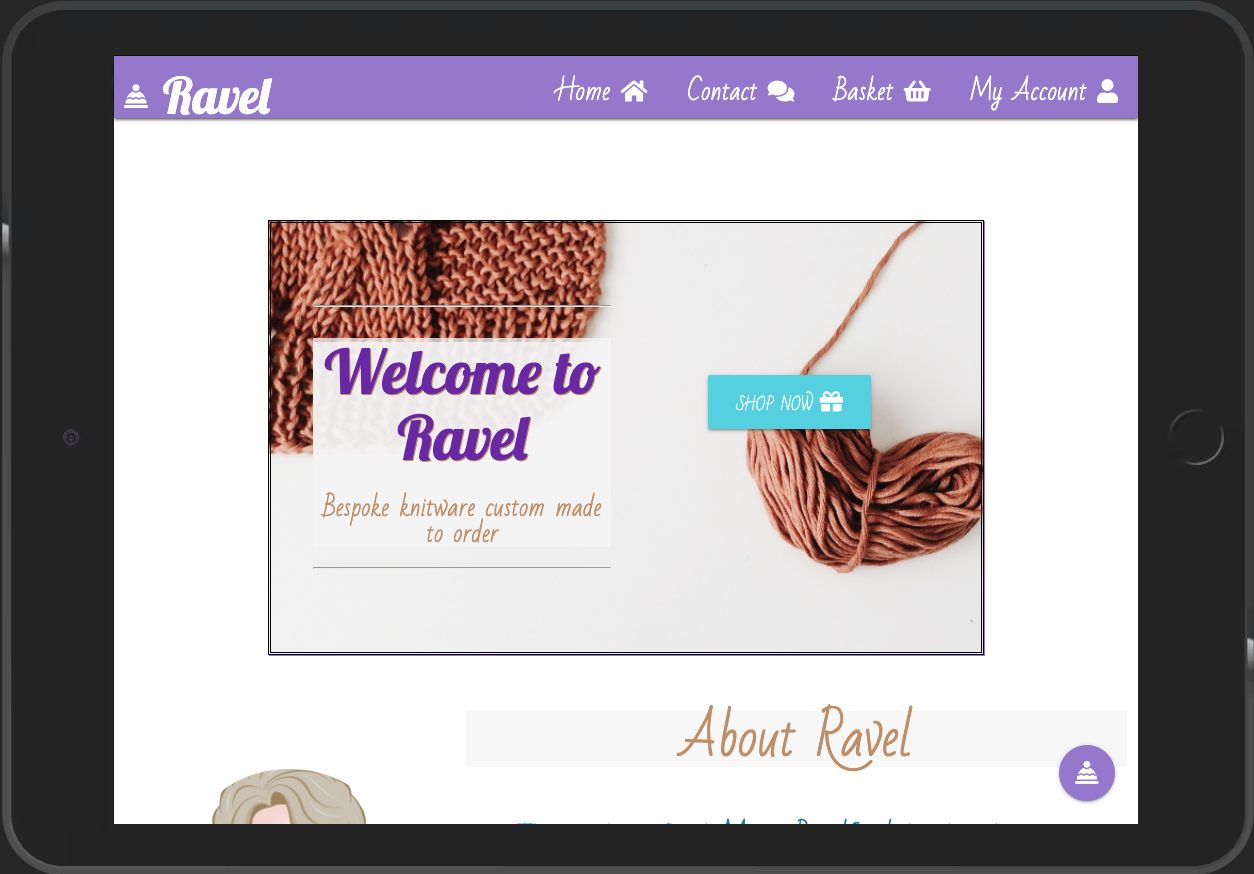 Ravel
Home
Contact
Basket
My Account
Welcome to
Ravel
Bespoke knitware custom made
to order
SHOP NOW
About Ravel